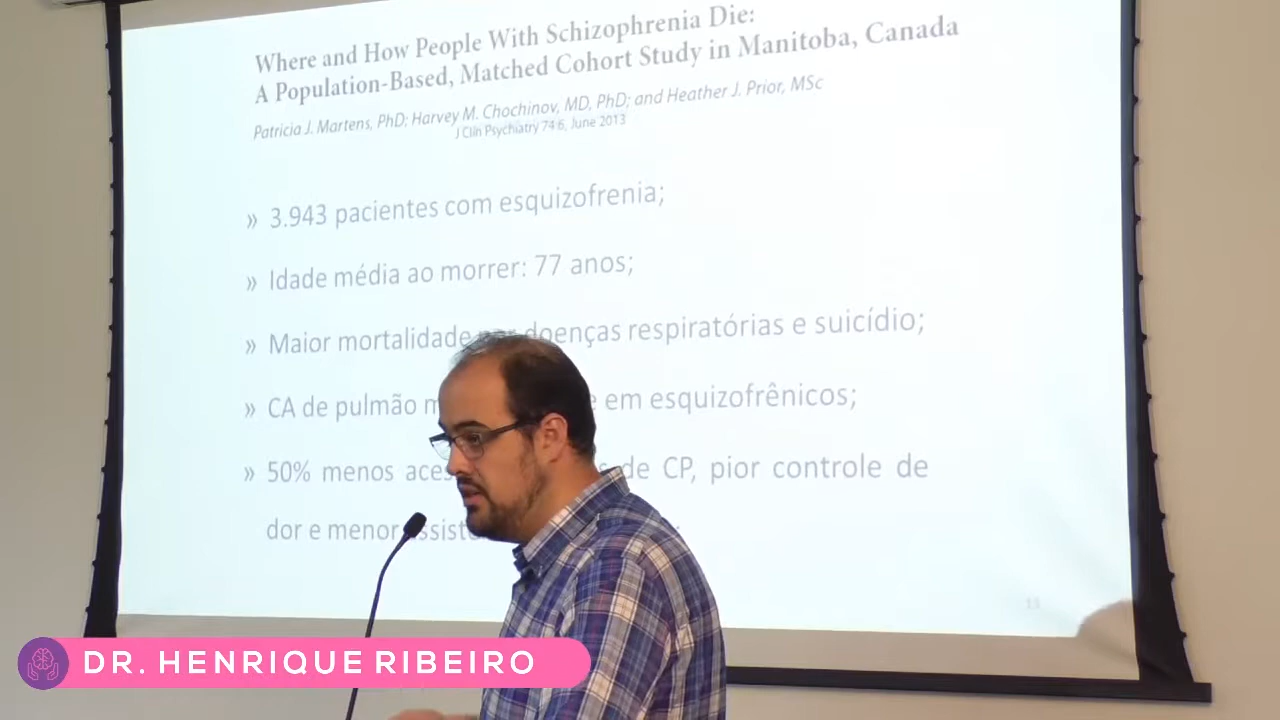 Where and How People With Schizophrenia Die:
A Population-Based, Matched Cohort Study in Manitoba, Canada
Patricia J. Martens, PhD; Harvey M. Chochinov, MD, PhD; and Heather J. Prior, MSc
J Clin Psychiatry 74:6, June 2013
» 3.943 pacientes com esquizofrenia;
» Idade média ao morrer: 77 anos;
» Maior mortalidade doenças respiratórias e suicídio;
» CA de pulmão em esquizofrênicos;
» 50% menos de CP, pior controle de
dor e menor
13
DR. HENRIQUE RIBEIRO